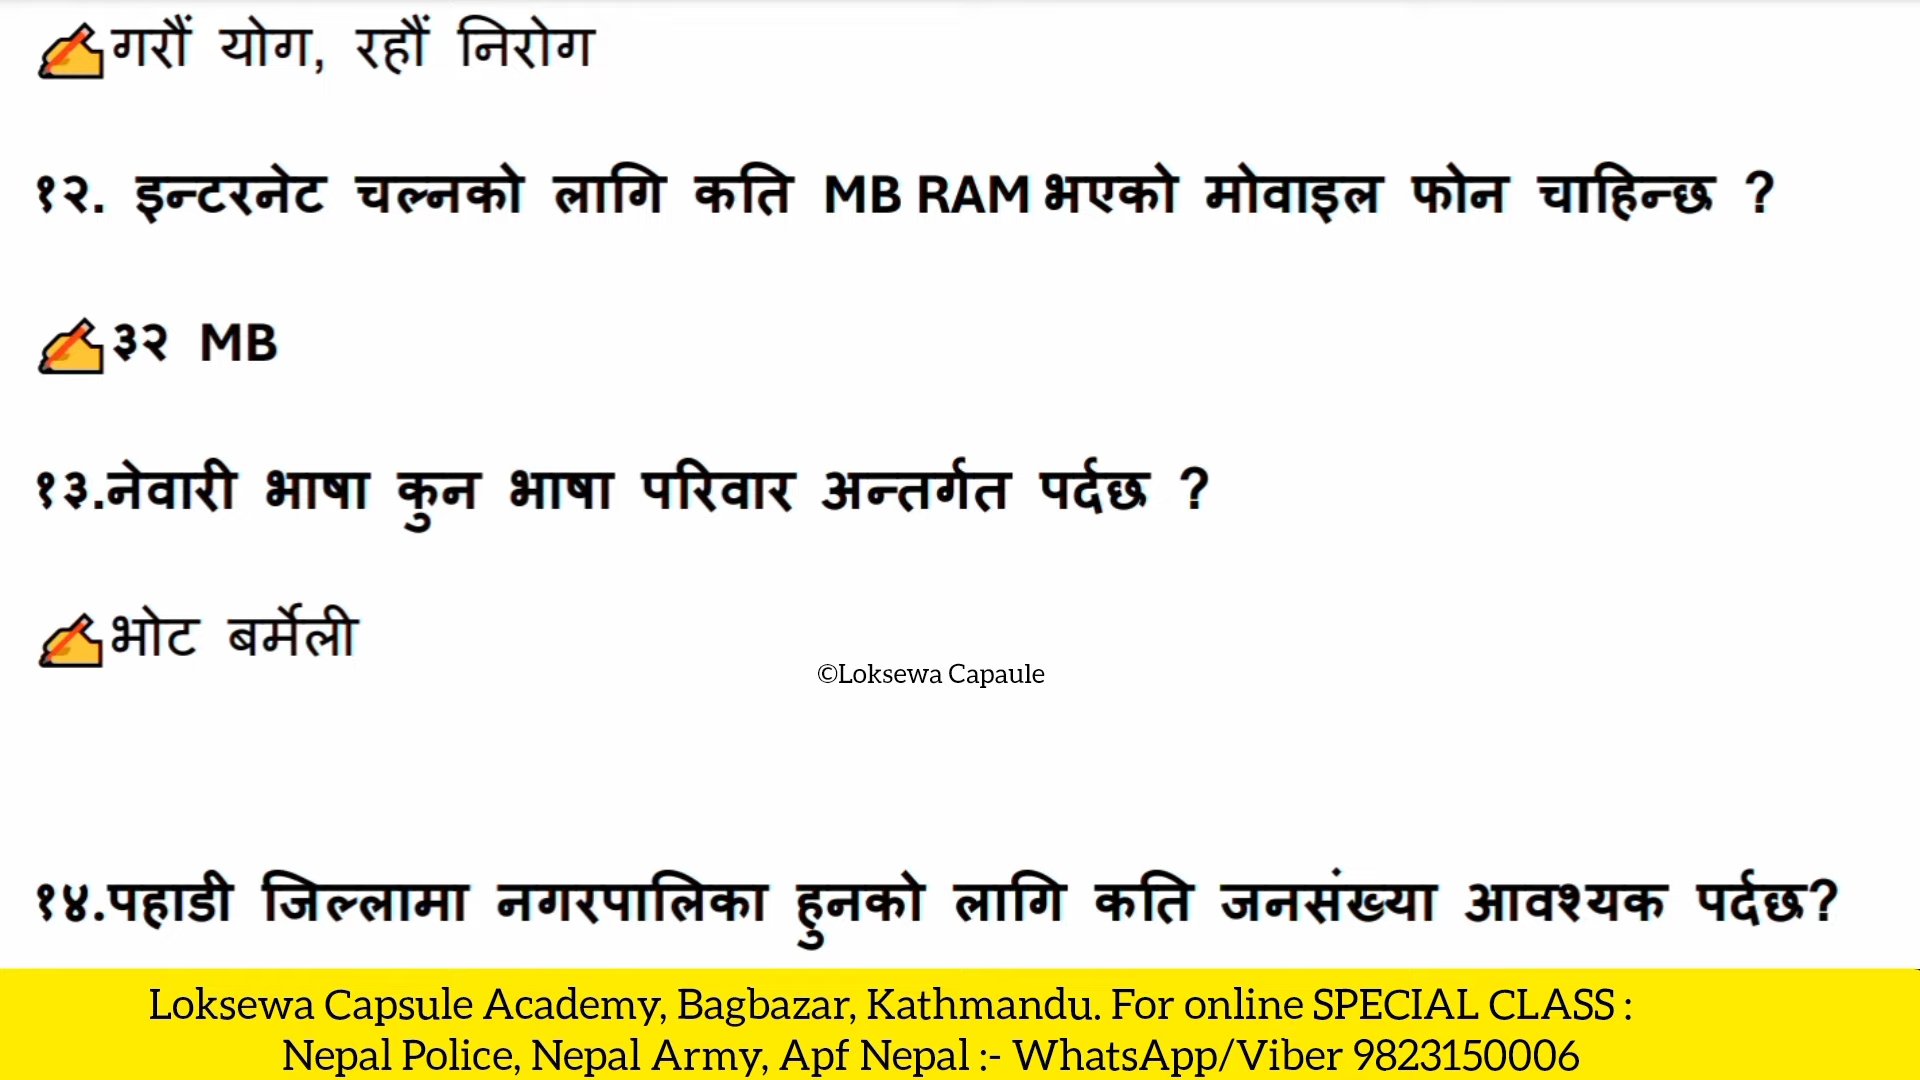 ✍गरौं योग, रहौं निरोग
१२. इन्टरनेट चल्नको लागि कति MB RAM भएको मोवाइल फोन चाहिन्छ ?
✍३२ MB
१३.नेवारी भाषा कुन भाषा परिवार अन्तर्गत पर्दछ ?
✍भोट बर्मेली
©Loksewa Capaule
१४.पहाडी जिल्लामा नगरपालिका हुनको लागि कति जनसंख्या आवश्यक पर्दछ?
Loksewa Capsule Academy, Bagbazar, Kathmandu. For online SPECIAL CLASS :
Nepal Police, Nepal Army, Apf Nepal :- WhatsApp/Viber 9823150006